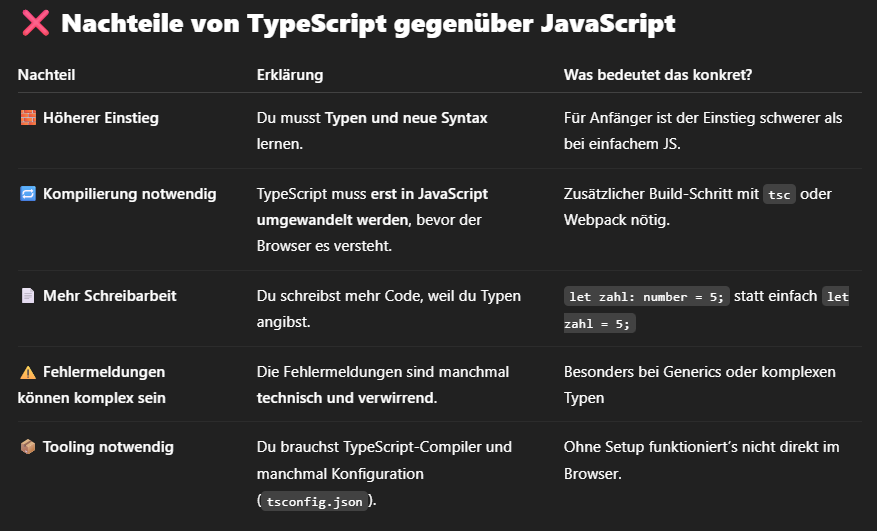 ❌ Nachteile von TypeScript gegenüber JavaScript
Nachteil Erklärung Was bedeutet das konkret?
🧱 Höherer Einstieg Du musst Typen und neue Syntax Für Anfänger ist der Einstieg schwerer als
lernen. bei einfachem JS.
🔁 Kompilierung notwendig TypeScript muss erst in JavaScript Zusätzlicher Build-Schritt mit tsc oder
umgewandelt werden, bevor der Webpack nötig.
Browser es versteht.
📄 Mehr Schreibarbeit Du schreibst mehr Code, weil du Typen let zahl: number = 5; statt einfach let
angibst. zahl = 5;
⚠️ Fehlermeldungen Die Fehlermeldungen sind manchmal Besonders bei Generics oder komplexen
können komplex sein technisch und verwirrend. Typen
📦 Tooling notwendig Du brauchst TypeScript-Compiler und Ohne Setup funktioniert’s nicht direkt im
manchmal Konfiguration Browser.
(tsconfig.json).